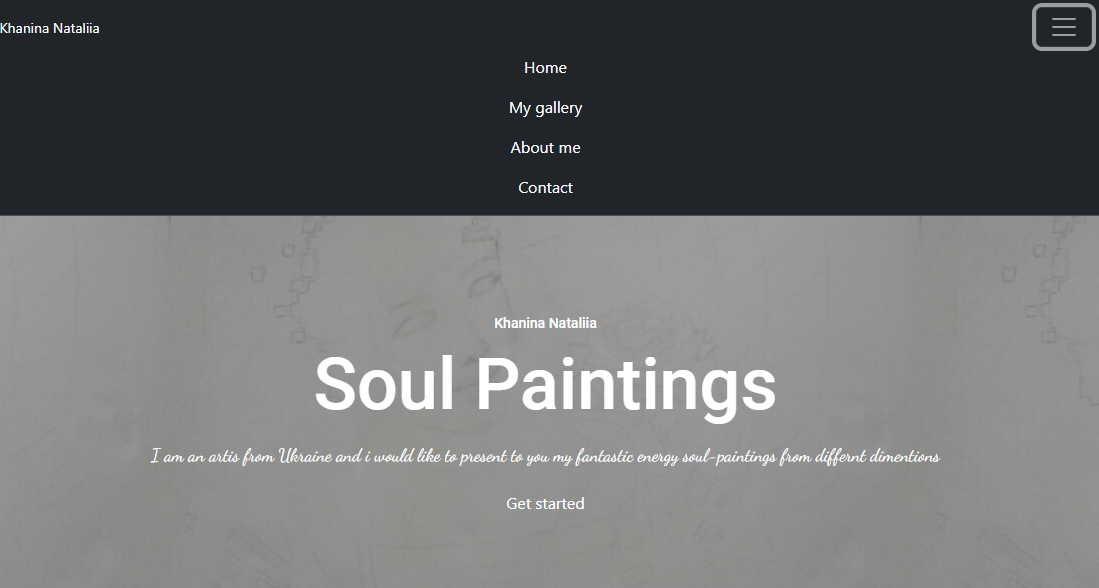 Khanina Nataliia
Home
My gallery
About me
Contact
Khanina Nataliia
Soul Paintings
I am an artis from Ukraine and i would like to present to you my fantastic energy soul-paintings from differnt dimentions
Get started